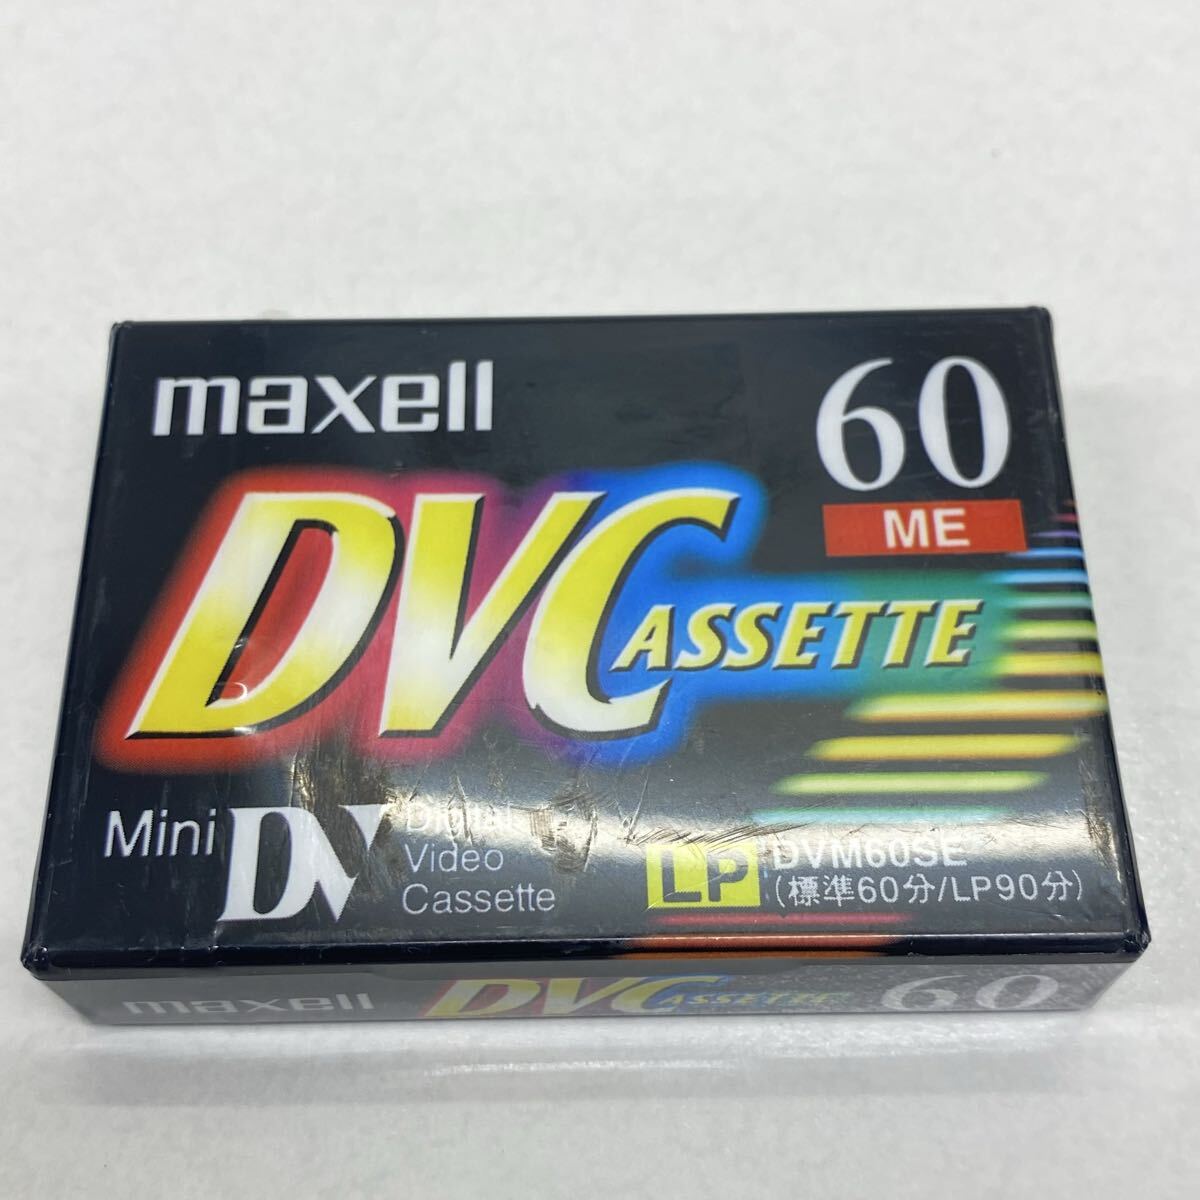 maxell
60
ME
DVCASSETTE
Mini DV Digital
Video
Cassette
LP DVM60SE
(標準60分/LP90分)
maxell DVCASSETTE 60